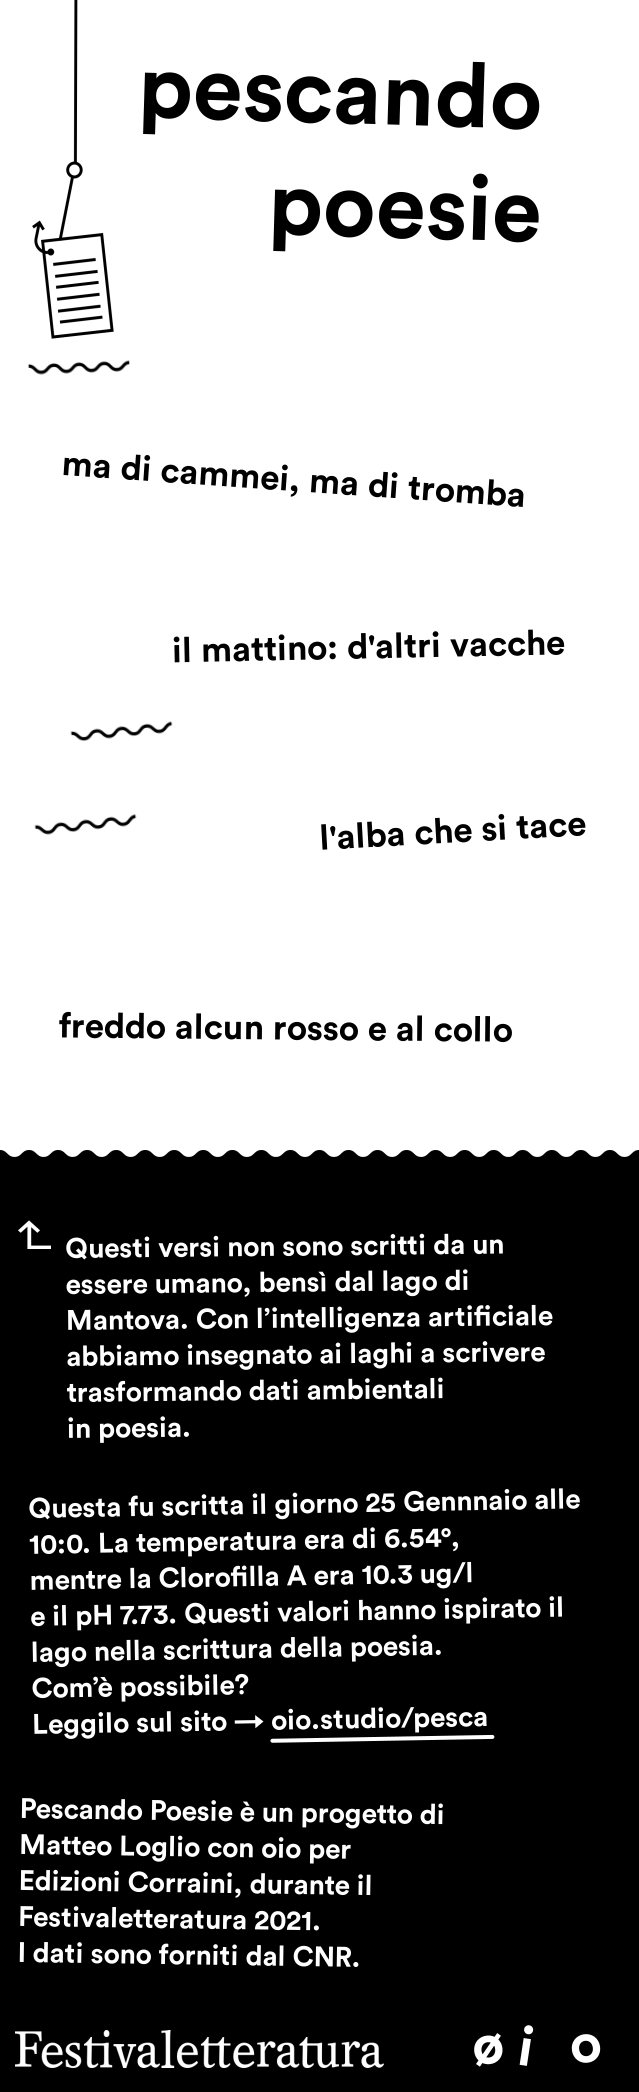 pescando
poesie
ma di cammei, ma di tromba
il mattino: d'altri vacche
l'alba che si tace
freddo alcun rosso e al collo
Questi versi non sono scritti da un
essere umano, bensì dal lago di
Mantova. Con l’intelligenza artificiale
abbiamo insegnato ai laghi a scrivere
trasformando dati ambientali
in poesia.
Questa fu scritta il giorno 25 Gennnaio alle
10:0. La temperatura era di 6.54°,
mentre la Clorofilla A era 10.3 ug/l
e il pH 7.73. Questi valori hanno ispirato il
lago nella scrittura della poesia.
Com’è possibile?
Leggilo sul sito → oio.studio/pesca
Pescando Poesie è un progetto di
Matteo Loglio con oio per
Edizioni Corraini, durante il
Festivaletteratura 2021.
I dati sono forniti dal CNR.
Festivaletteratura øi o